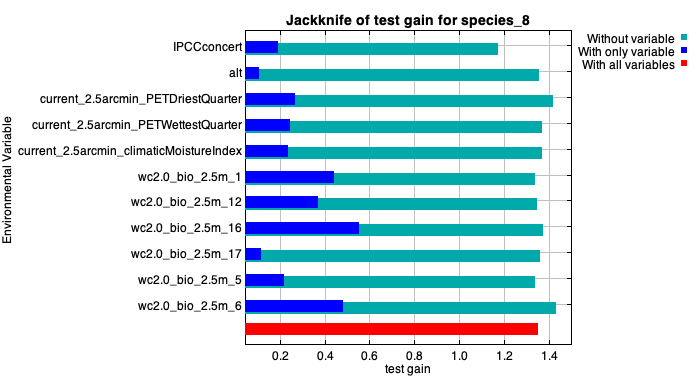 Jackknife of test gain for species_8
Without variable
With only variable
With all variables
Environmental Variable
IPCCconcert
alt
current_2.5arcmin_PETDriestQuarter
current_2.5arcmin_PETWettestQuarter
current_2.5arcmin_climaticMoistureIndex
wc2.0_bio_2.5m_1
wc2.0_bio_2.5m_12
wc2.0_bio_2.5m_16
wc2.0_bio_2.5m_17
wc2.0_bio_2.5m_5
wc2.0_bio_2.5m_6
0.2 0.4 0.6 0.8 1.0 1.2 1.4
test gain